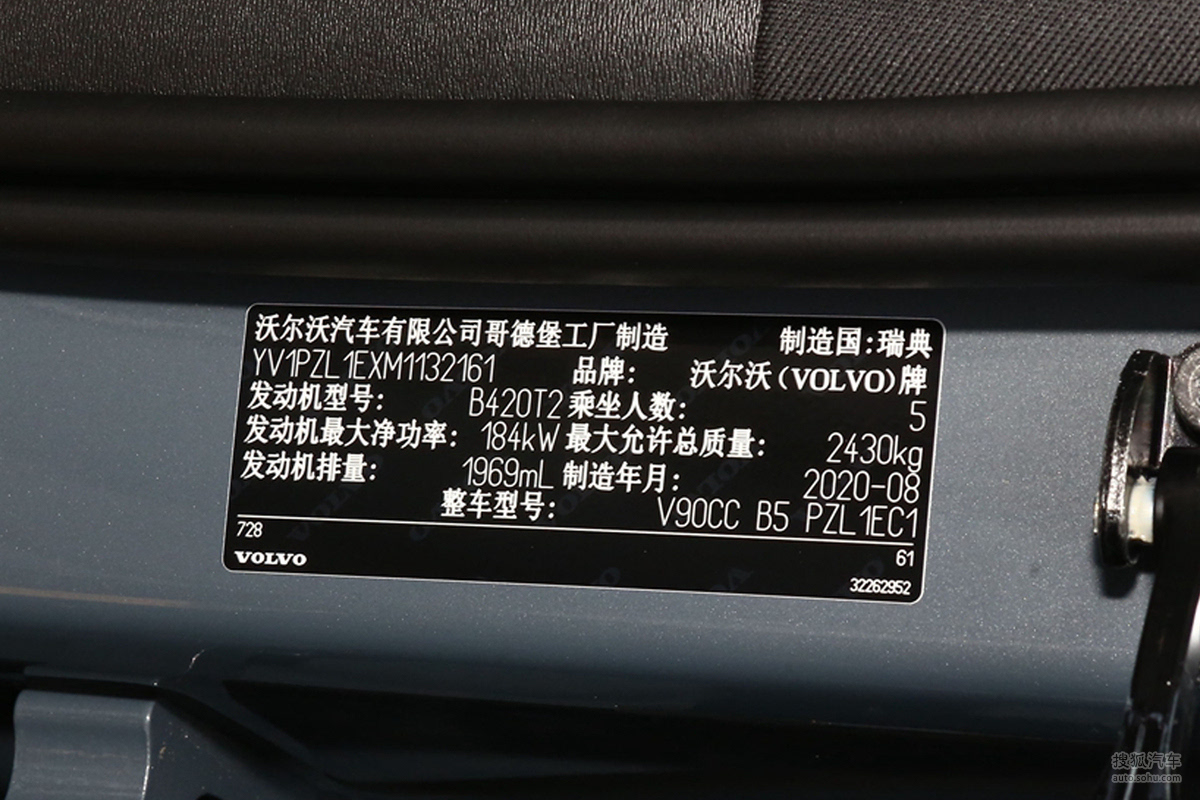 沃尔沃汽车有限公司哥德堡工厂制造 制造国:瑞典
YV1PZL1EXM1132161 品牌: 沃尔沃(VOLVO)牌
发动机型号: B420T2 乘坐人数: 5
发动机最大净功率: 184kW 最大允许总质量: 2430kg
发动机排量: 1969mL 制造年月: 2020-08
整车型号: V90CC B5 PZL1EC1
728 61
VOLVO 32262952
搜狐汽车
auto.sohu.com